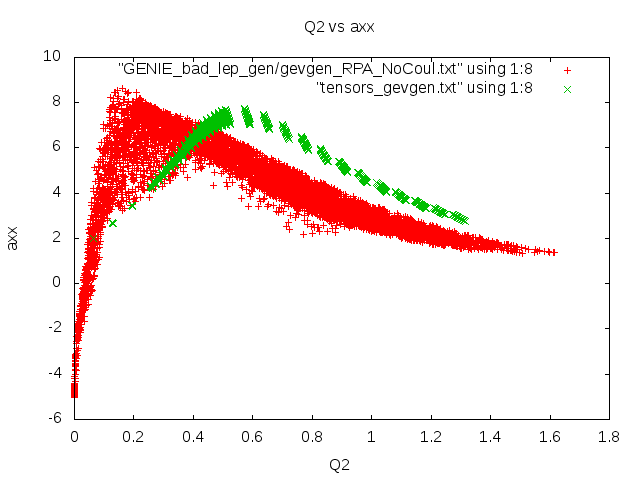 Q2 vs axx
"GENIE_bad_lep_gen/gevgen_RPA_NoCoul.txt" using 1:8
"tensors_gevgen.txt" using 1:8
10
8
6
4
2
0
-2
-4
-6
axx
0 0.2 0.4 0.6 0.8 1 1.2 1.4 1.6 1.8
Q2